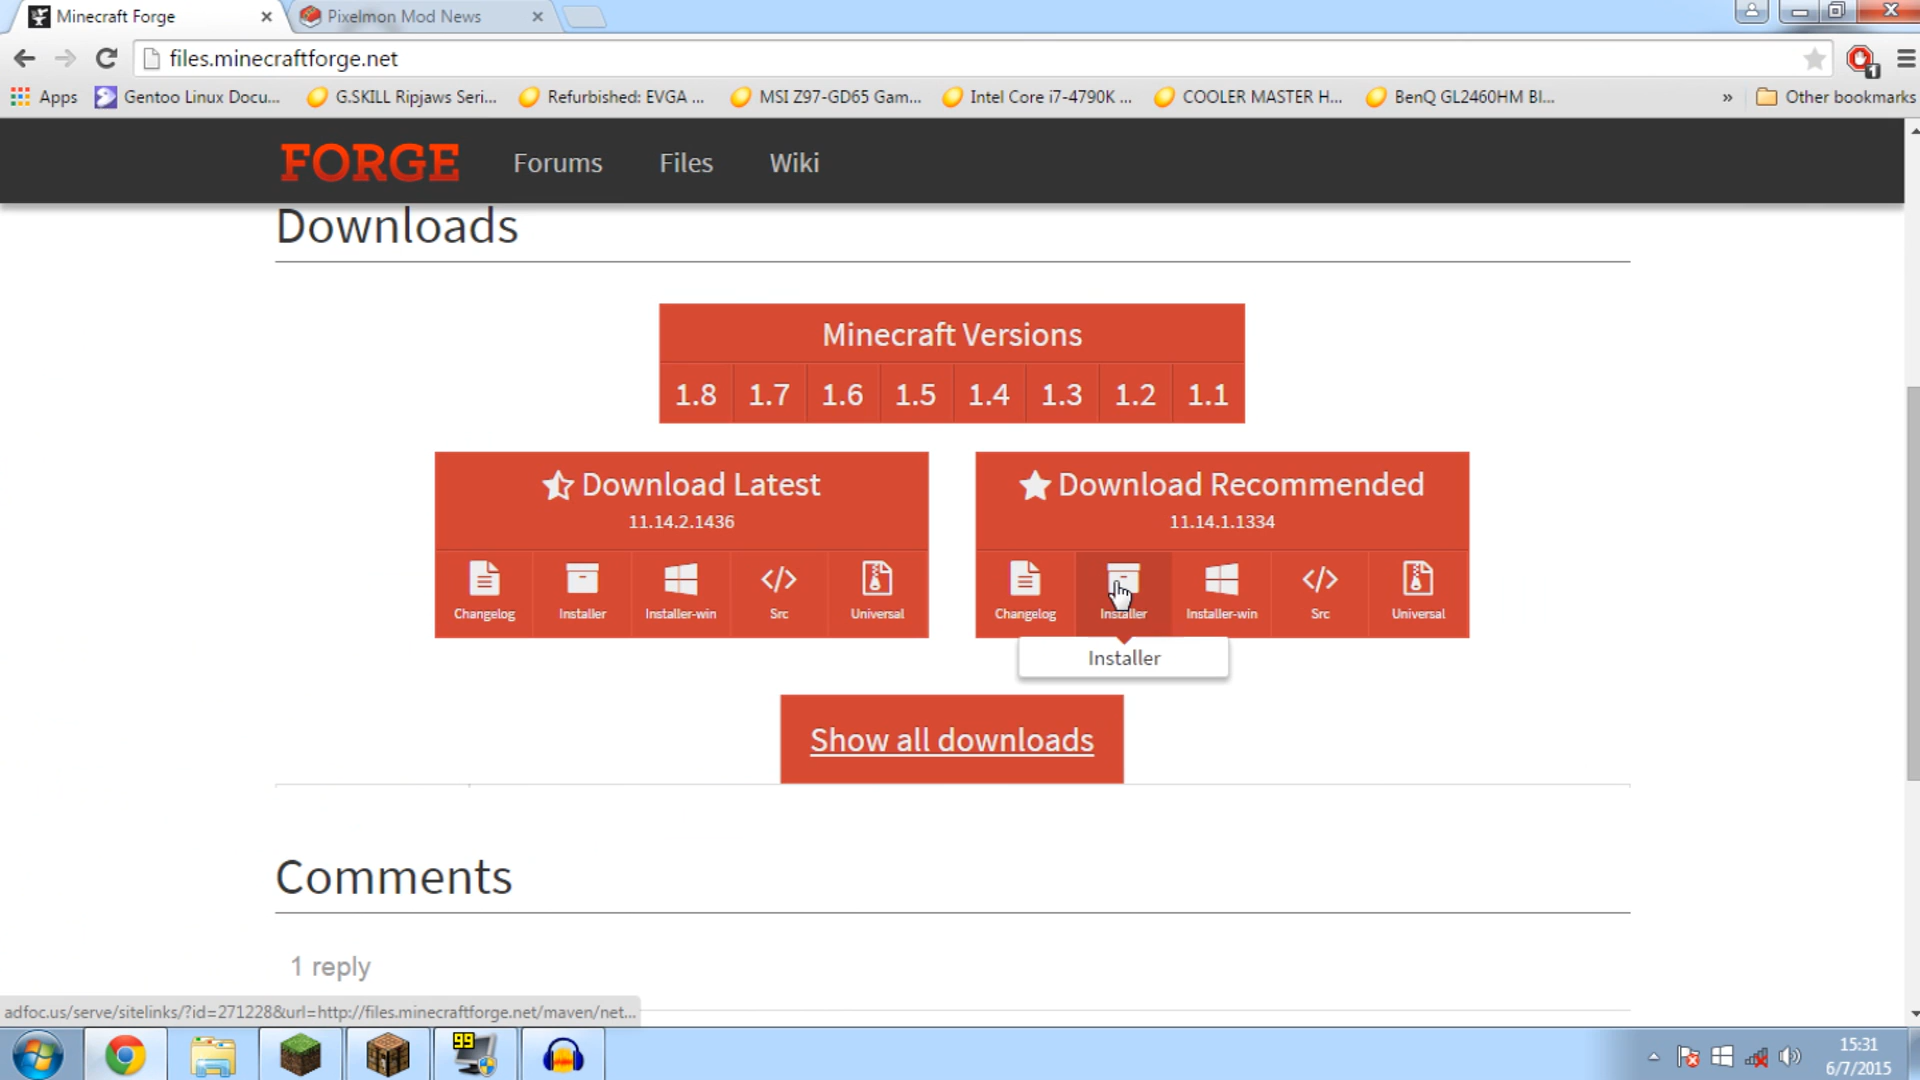 Minecraft Forge
Pixelmon Mod News
files.minecraftforge.net
1
Apps
Gentoo Linux Docu...
G.SKILL Ripjaws Seri...
Refurbished: EVGA ...
MSI Z97-GD65 Gam...
Intel Core i7-4790K ...
COOLER MASTER H...
BenQ GL2460HM Bl...
»
Other bookmarks
FORGE
Forums
Files
Wiki
Downloads
Minecraft Versions
1.8 1.7 1.6 1.5 1.4 1.3 1.2 1.1
Download Latest
11.14.2.1436
Changelog Installer Installer-win Src Universal
Download Recommended
11.14.1.1334
Changelog Installer Installer-win Src Universal
Installer
Show all downloads
Comments
1 reply
adfoc.us/serve/sitelinks/?id=271228&url=http://files.minecraftforge.net/maven/net...
99
15:31
6/7/2015